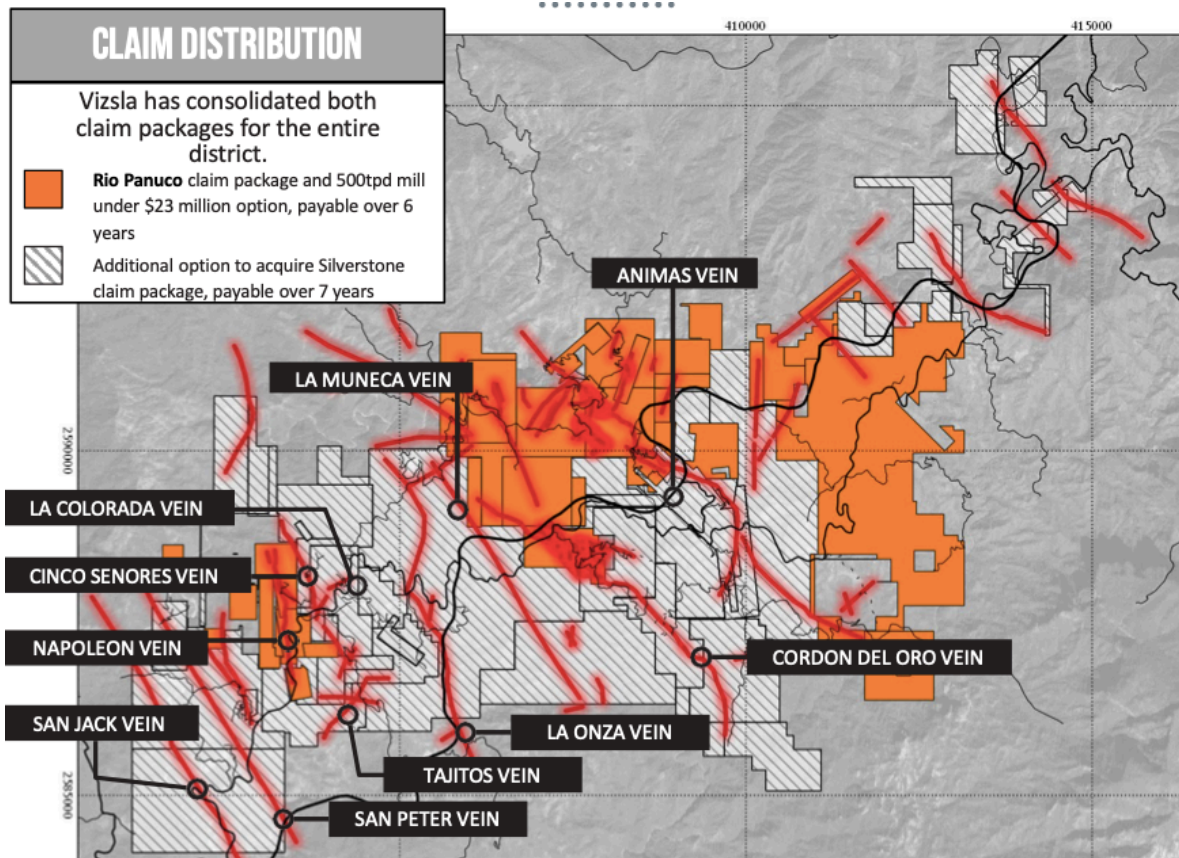 CLAIM DISTRIBUTION
Vizsla has consolidated both
claim packages for the entire
district.
Rio Panuco claim package and 500tpd mill
under $23 million option, payable over 6
years
Additional option to acquire Silverstone
claim package, payable over 7 years
410000
415000
ANIMAS VEIN
LA MUNECA VEIN
2590000
LA COLORADA VEIN
CINCO SENORES VEIN
NAPOLEON VEIN
CORDON DEL ORO VEIN
SAN JACK VEIN
LA ONZA VEIN
TAJITOS VEIN
2585000
SAN PETER VEIN